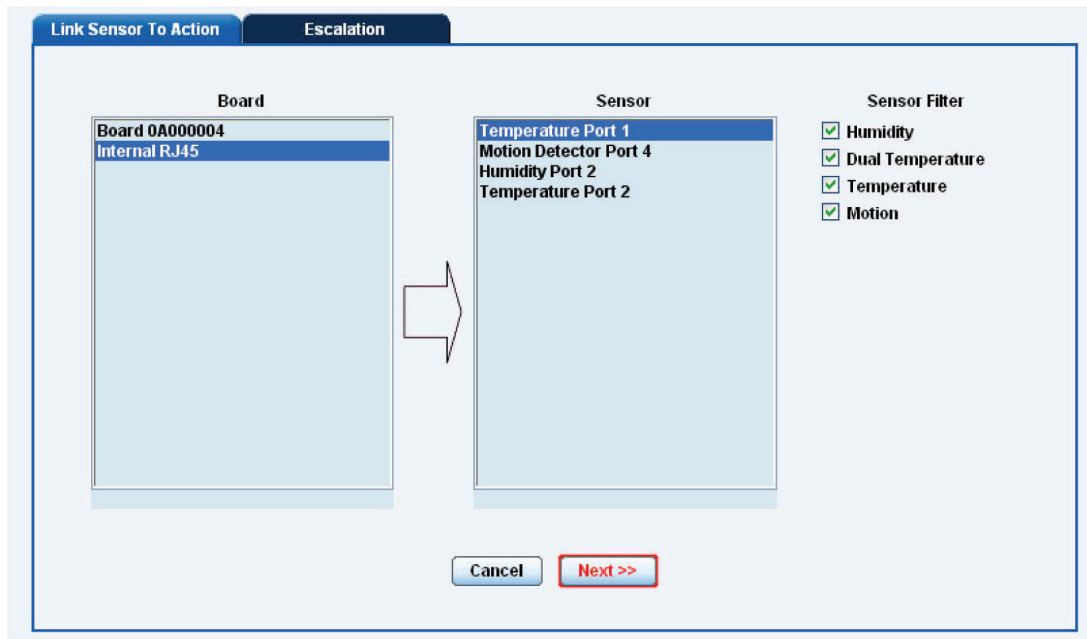 Link Sensor To Action
Escalation
Board
Board 0A000004
Internal RJ45
Sensor
Temperature Port 1
Motion Detector Port 4
Humidity Port 2
Temperature Port 2
Sensor Filter
Humidity
Dual Temperature
Temperature
Motion
Cancel
Next >>